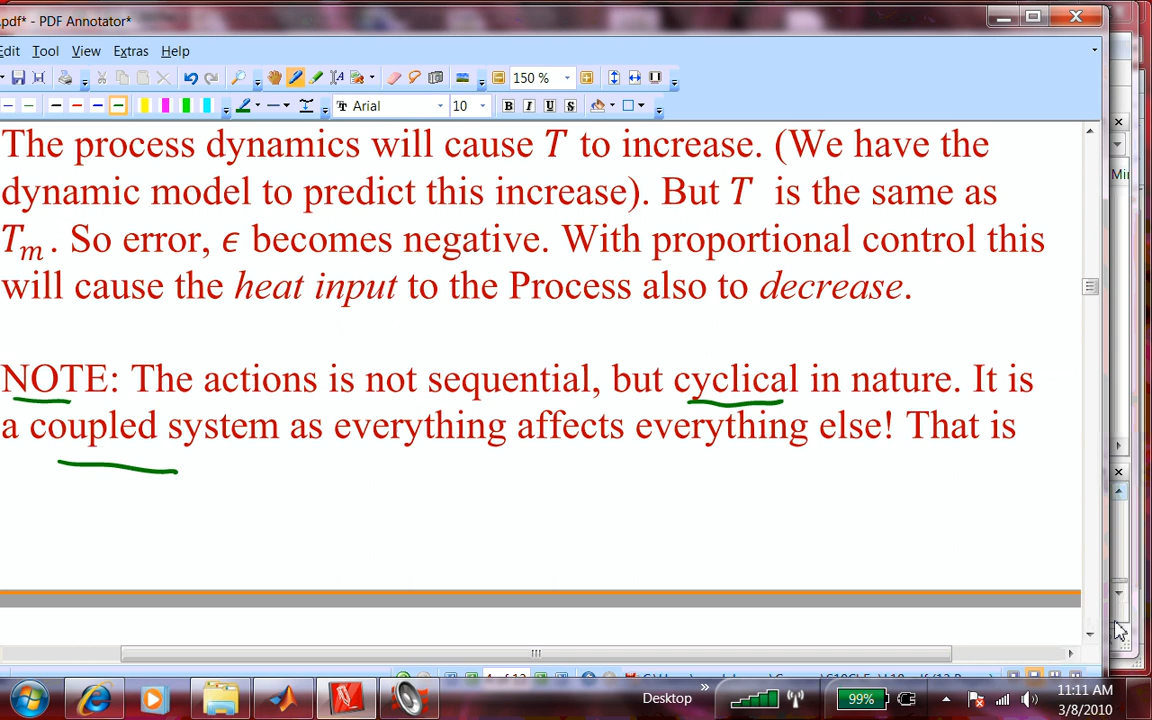 .pdf* - PDF Annotator*
Edit Tool View Extras Help
150 %
Arial 10 B I U S
The process dynamics will cause T to increase. (We have the
dynamic model to predict this increase). But T is the same as
Tm. So error, ϵ becomes negative. With proportional control this
will cause the heat input to the Process also to decrease.
NOTE: The actions is not sequential, but cyclical in nature. It is
a coupled system as everything affects everything else! That is
Desktop
99%
11:11 AM
3/8/2010